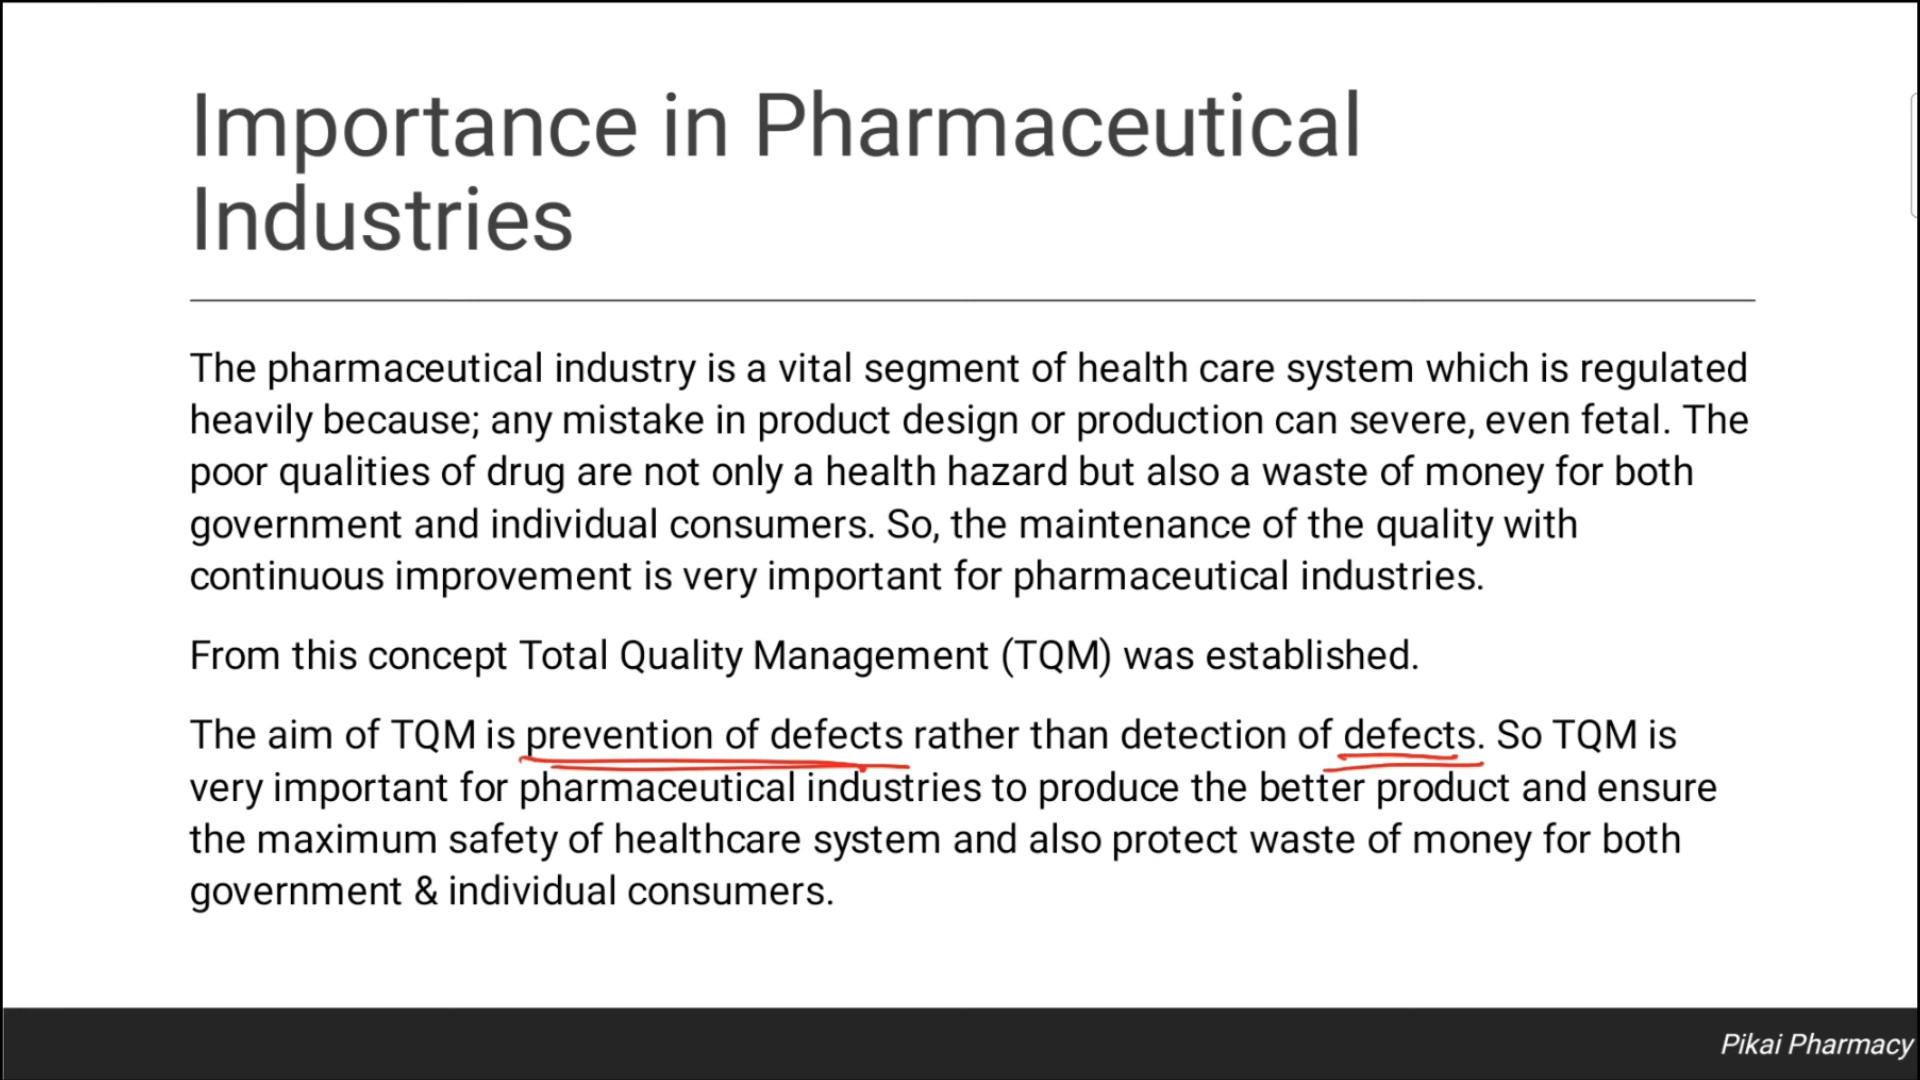 Importance in Pharmaceutical
Industries
The pharmaceutical industry is a vital segment of health care system which is regulated
heavily because; any mistake in product design or production can severe, even fetal. The
poor qualities of drug are not only a health hazard but also a waste of money for both
government and individual consumers. So, the maintenance of the quality with
continuous improvement is very important for pharmaceutical industries.
From this concept Total Quality Management (TQM) was established.
The aim of TQM is prevention of defects rather than detection of defects. So TQM is
very important for pharmaceutical industries to produce the better product and ensure
the maximum safety of healthcare system and also protect waste of money for both
government & individual consumers.
Pikai Pharmacy